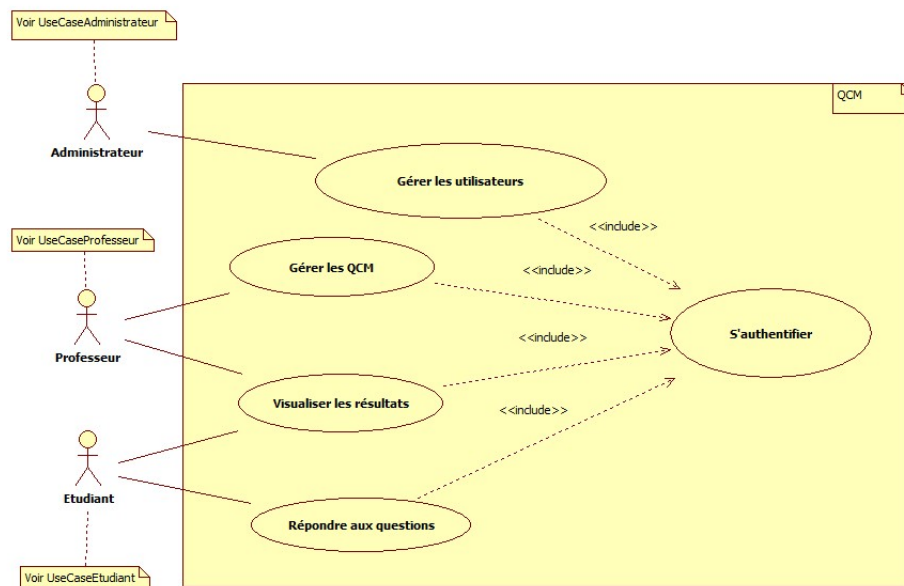 Voir UseCaseAdministrateur
QCM
Administrateur
Gérer les utilisateurs
<<include>>
Voir UseCaseProfesseur
Gérer les QCM
<<include>>
Professeur
S'authentifier
<<include>>
Visualiser les résultats
<<include>>
Etudiant
Répondre aux questions
Voir UseCaseEtudiant